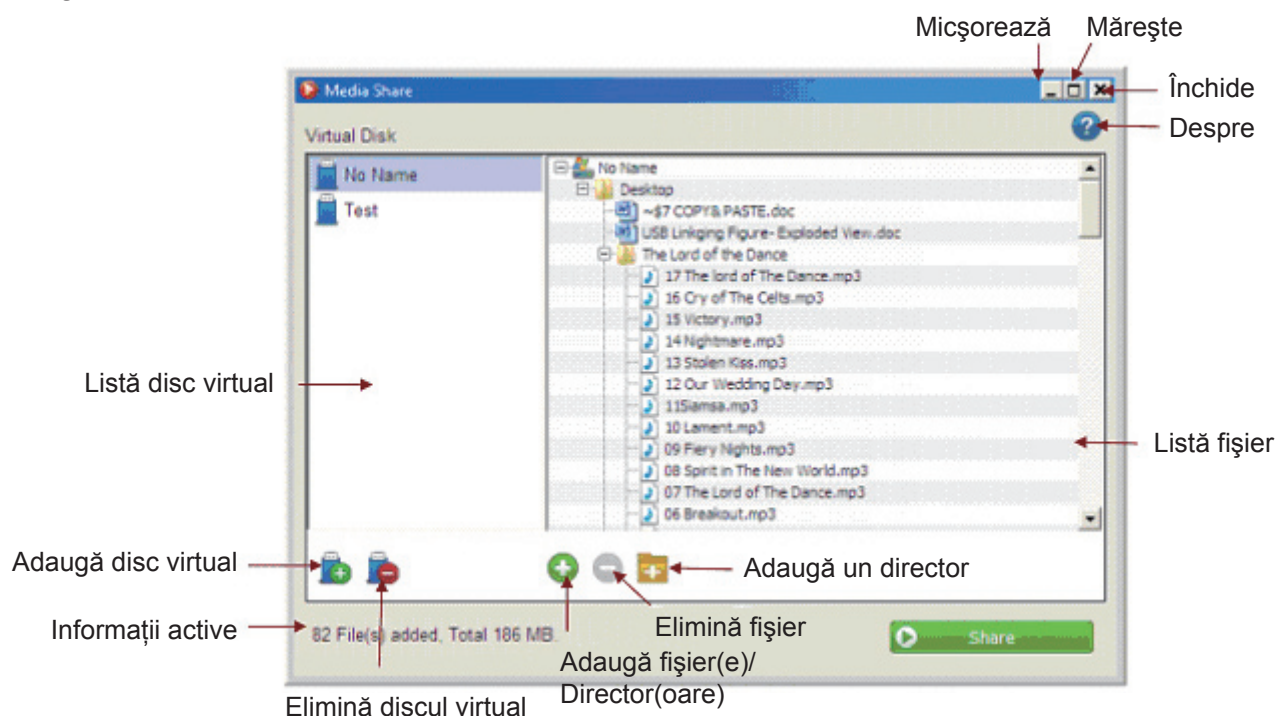 Micşorează Măreşte
Media Share
Închide
Virtual Disk
Despre
No Name
Test
No Name
Desktop
~$7 COPY& PASTE.doc
USB Linkging Figure- Exploded View.doc
The Lord of the Dance
17 The lord of The Dance.mp3
16 Cry of The Celts.mp3
15 Victory.mp3
14 Nightmare.mp3
13 Stolen Kiss.mp3
12 Our Wedding Day.mp3
11Siamsa.mp3
10 Lament.mp3
09 Fiery Nights.mp3
08 Spirit in The New World.mp3
07 The Lord of The Dance.mp3
06 Breakout.mp3
Listă disc virtual
Listă fişier
Adaugă disc virtual
Adaugă un director
Informații active
82 File(s) added, Total 186 MB.
Elimină fişier
Share
Adaugă fişier(e)/
Director(oare)
Elimină discul virtual